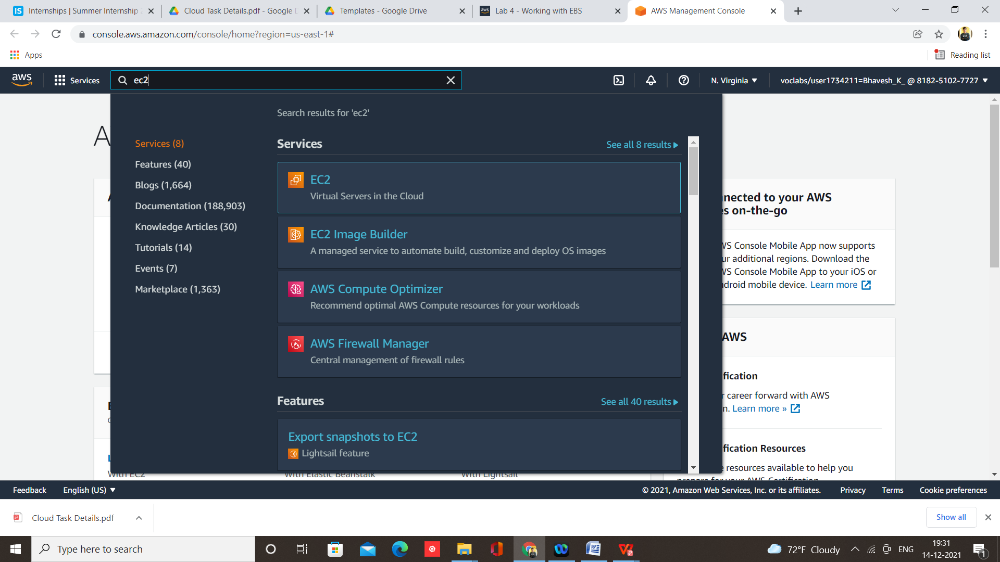 Internships | Summer Internship
Cloud Task Details.pdf - Google
Templates - Google Drive
Lab 4 - Working with EBS
AWS Management Console
console.aws.amazon.com/console/home?region=us-east-1#
Apps
Reading list
aws
Services
ec2
N. Virginia
voclabs/user1734211=Bhavesh_K_ @ 8182-5102-7727
Search results for 'ec2'
Services (8)
Features (40)
Blogs (1,664)
Documentation (188,903)
Knowledge Articles (30)
Tutorials (14)
Events (7)
Marketplace (1,363)
Services
See all 8 results
EC2
Virtual Servers in the Cloud
EC2 Image Builder
A managed service to automate build, customize and deploy OS images
AWS Compute Optimizer
Recommend optimal AWS Compute resources for your workloads
AWS Firewall Manager
Central management of firewall rules
Features
See all 40 results
Export snapshots to EC2
Lightsail feature
nected to your AWS
s on-the-go
WS Console Mobile App now supports
ur additional regions. Download the
WS Console Mobile App to your iOS or
droid mobile device. Learn more
AWS
fication
r career forward with AWS
n. Learn more »
fication Resources
e resources available to help you
prepare for your AWS Certification
With EC2
With Elastic Beanstalk
With Lightsail
Feedback
English (US)
© 2021, Amazon Web Services, Inc. or its affiliates.
Privacy
Terms
Cookie preferences
Cloud Task Details.pdf
Show all
Type here to search
72°F Cloudy
ENG
19:31
14-12-2021
1